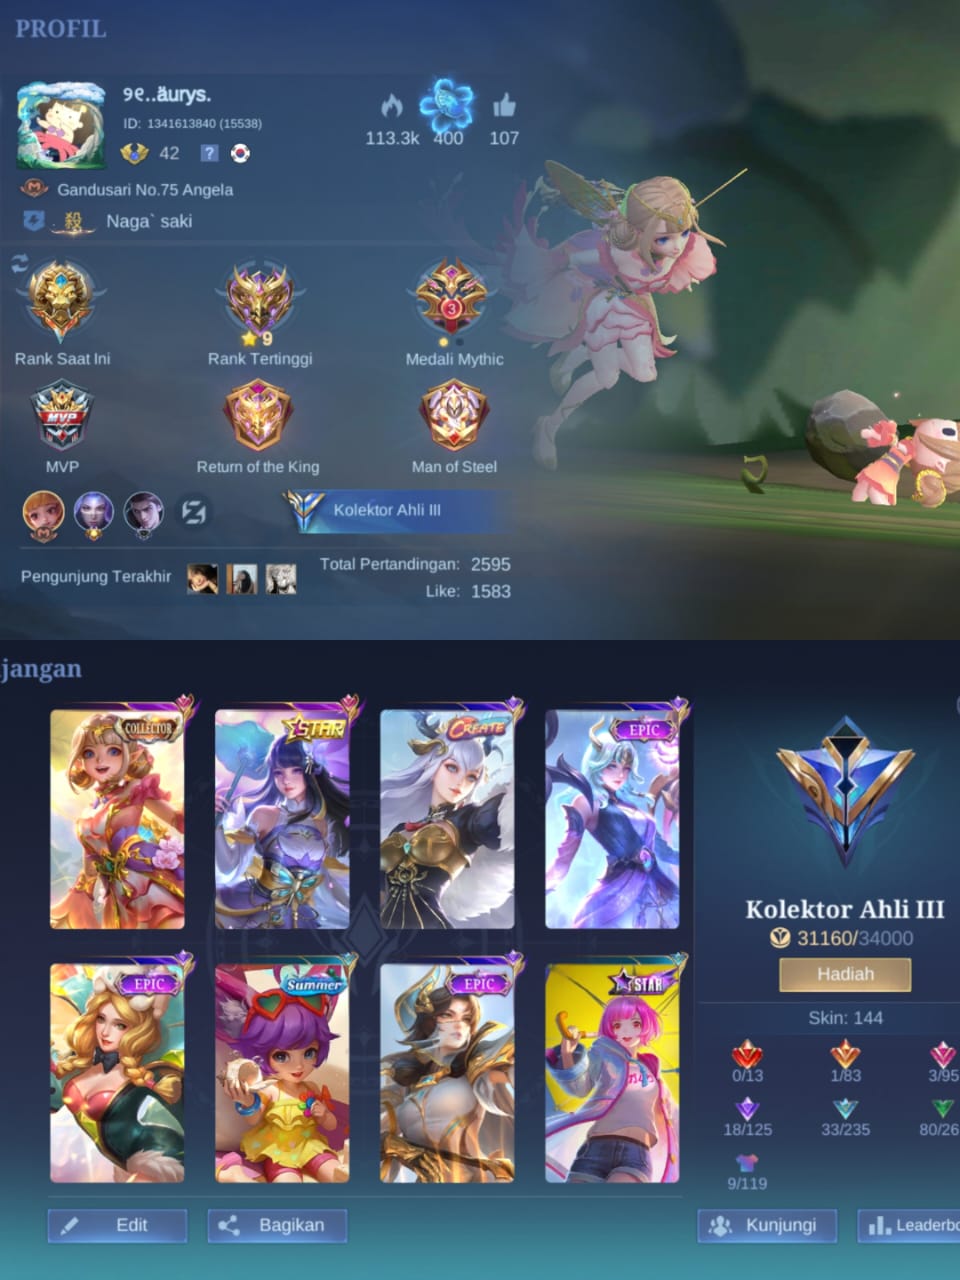 PROFIL
୨୧..äurys.
ID: 1341613840 (15538)
42
?
113.3k
400
107
Gandusari No.75 Angela
殺
Naga` saki
9
3
Rank Saat Ini
Rank Tertinggi
Medali Mythic
MVP
MVP
Return of the King
Man of Steel
Kolektor Ahli III
Pengunjung Terakhir
Total Pertandingan: 2595
Like: 1583
jangan
COLLECTOR
STAR
CREATE
EPIC
EPIC
Summer
EPIC
STAR
Kolektor Ahli III
31160/34000
Hadiah
Skin: 144
0/13
1/83
3/95
18/125
33/235
80/26
9/119
Edit
Bagikan
Kunjungi
Leaderbo